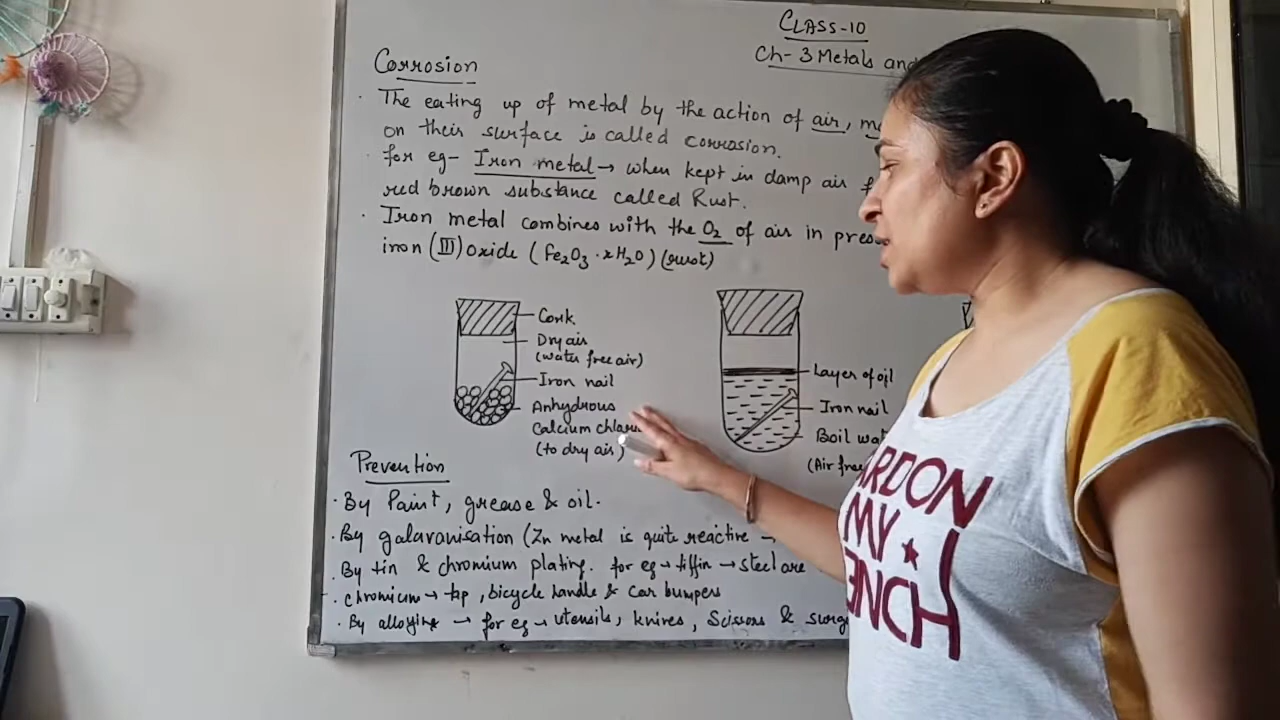 CLASS-10
Ch- 3 Metals and
Corrosion
· The eating up of metal by the action of air,
on their surface is called corrosion.
· for eg- Iron metal → when kept in damp air
red brown substance called Rust.
· Iron metal combines with the O2 of air in
iron (III) Oxide ( Fe2O3 · xH2O) (rust)
Cork
Dry air
(water free air)
Iron nail
Anhydrous
Calcium
(to dry air)
Layer of oil
Iron nail
Boil
(Air free
Prevention
· By Paint, grease & oil.
· By galavanisation (Zn metal is quite reactive →
· By tin & chromium plating. for eg → tiffin → steel are
· chromium → tap, bicycle handle & car bumpers
· By alloying → for eg → utensils, knives, Scissors &
PARDON
MY
FRENCH